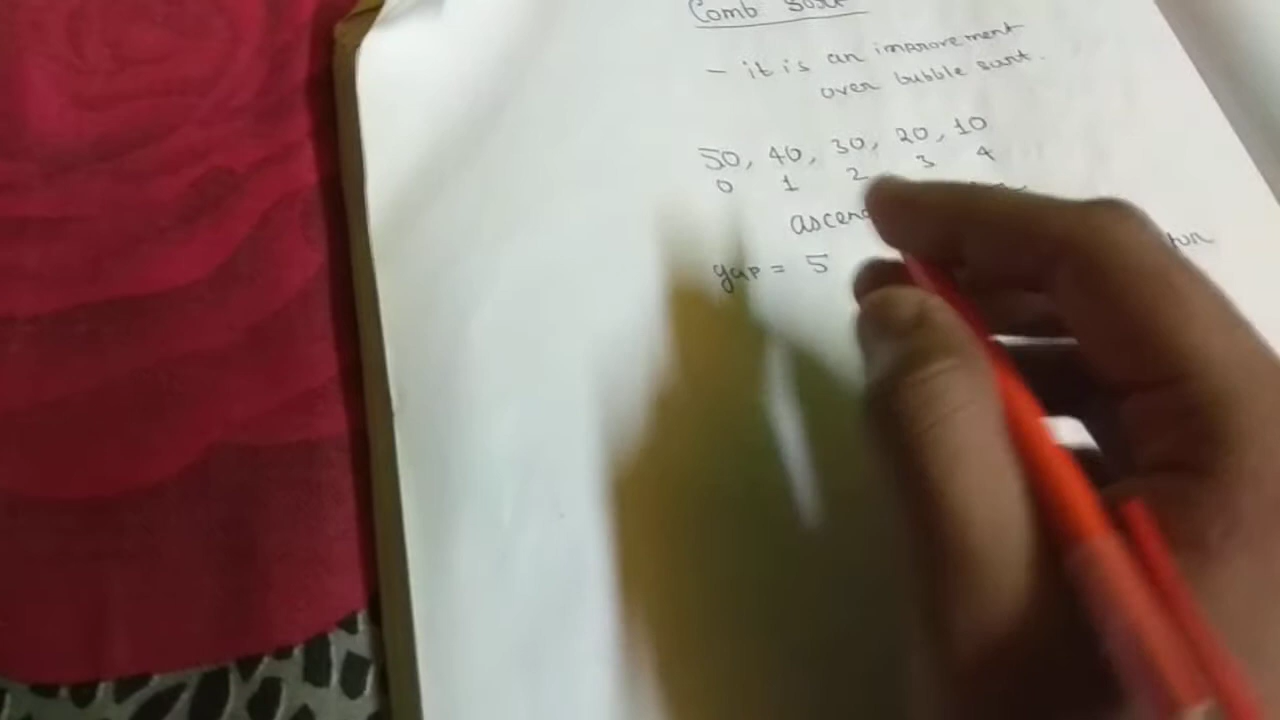 Comb
- it is an improvement
over bubble sort.
50, 40, 30, 20, 10
0 1 2 3 4
gap = 5